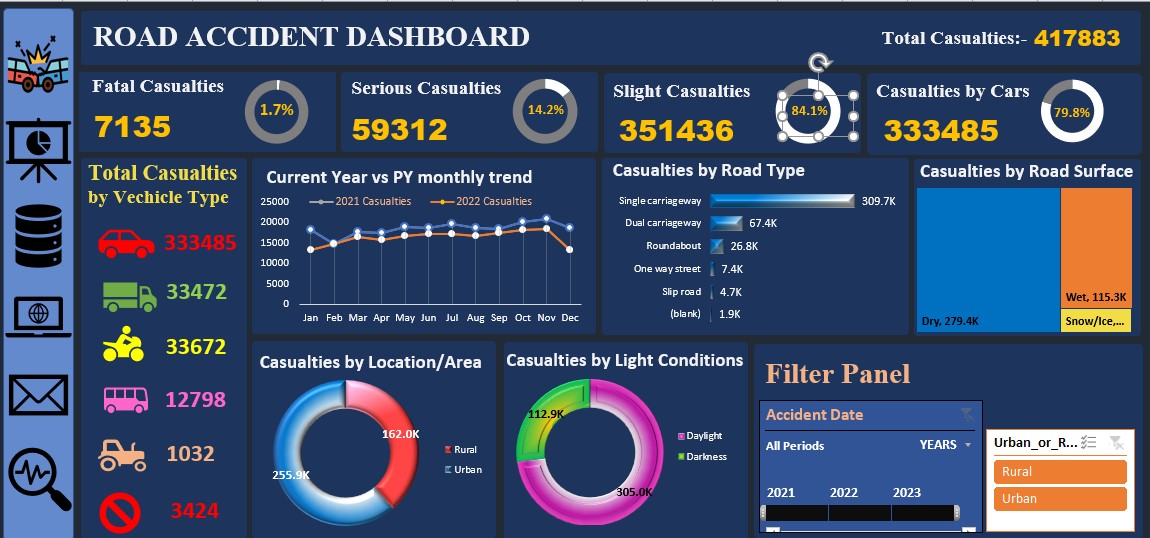 ROAD ACCIDENT DASHBOARD
Total Casualties:- 417883
Fatal Casualties
7135
1.7%
Serious Casualties
59312
14.2%
Slight Casualties
351436
84.1%
Casualties by Cars
333485
79.8%
Total Casualties
by Vechicle Type
333485
33472
33672
12798
1032
3424
Current Year vs PY monthly trend
2021 Casualties
2022 Casualties
25000
20000
15000
10000
5000
0
Jan Feb Mar Apr May Jun Jul Aug Sep Oct Nov Dec
Casualties by Road Type
Single carriageway 309.7K
Dual carriageway 67.4K
Roundabout 26.8K
One way street 7.4K
Slip road 4.7K
(blank) 1.9K
Casualties by Road Surface
Dry, 279.4K
Wet, 115.3K
Snow/Ice,...
Casualties by Location/Area
162.0K
255.9K
Rural
Urban
Casualties by Light Conditions
112.9K
305.0K
Daylight
Darkness
Filter Panel
Accident Date
All Periods YEARS
2021 2022 2023
Urban_or_R...
Rural
Urban